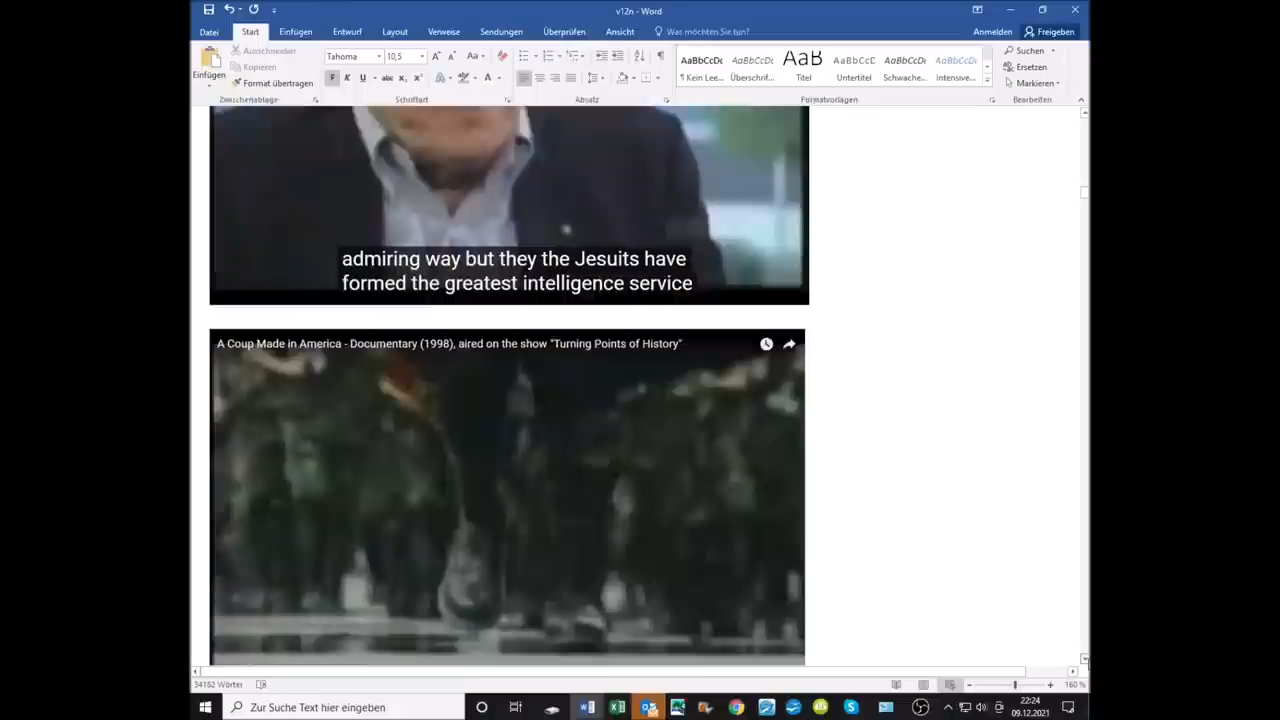 v12n - Word
Datei Start Einfügen Entwurf Layout Verweise Sendungen Überprüfen Ansicht Was möchten Sie tun? Anmelden Freigeben
Einfügen
Ausschneiden
Kopieren
Format übertragen
Zwischenablage
Tahoma 10,5
F K U abc x₂ x²
Schriftart
Absatz
AaBbCcDc AaBbCcDc AaB AaBbCcD AaBbCcDc AaBbCcDc
¶ Kein Lee... Überschrif... Titel Untertitel Schwache... Intensive...
Formatvorlagen
Suchen
Ersetzen
Markieren
Bearbeiten
admiring way but they the Jesuits have
formed the greatest intelligence service
A Coup Made in America - Documentary (1998), aired on the show "Turning Points of History"
34182 Wörter
160 %
Zur Suche Text hier eingeben
22:24
09.12.2021